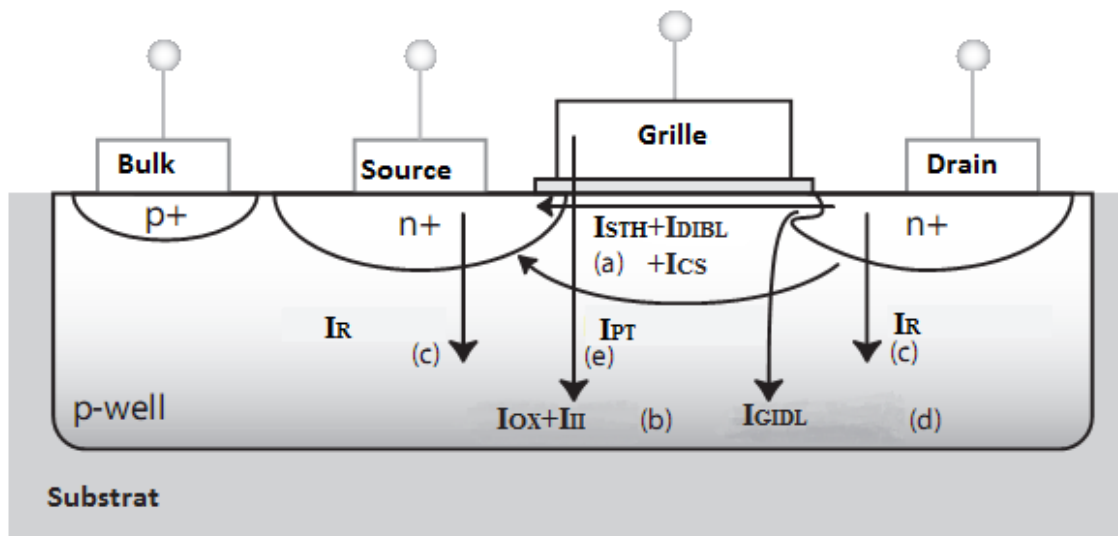 Grille
Bulk
Source
Drain
p+
n+
n+
ISTH+IDIBL
(a) +ICS
IR
(c)
IPT
(e)
IR
(c)
p-well
IOX+III
(b)
IGIDL
(d)
Substrat